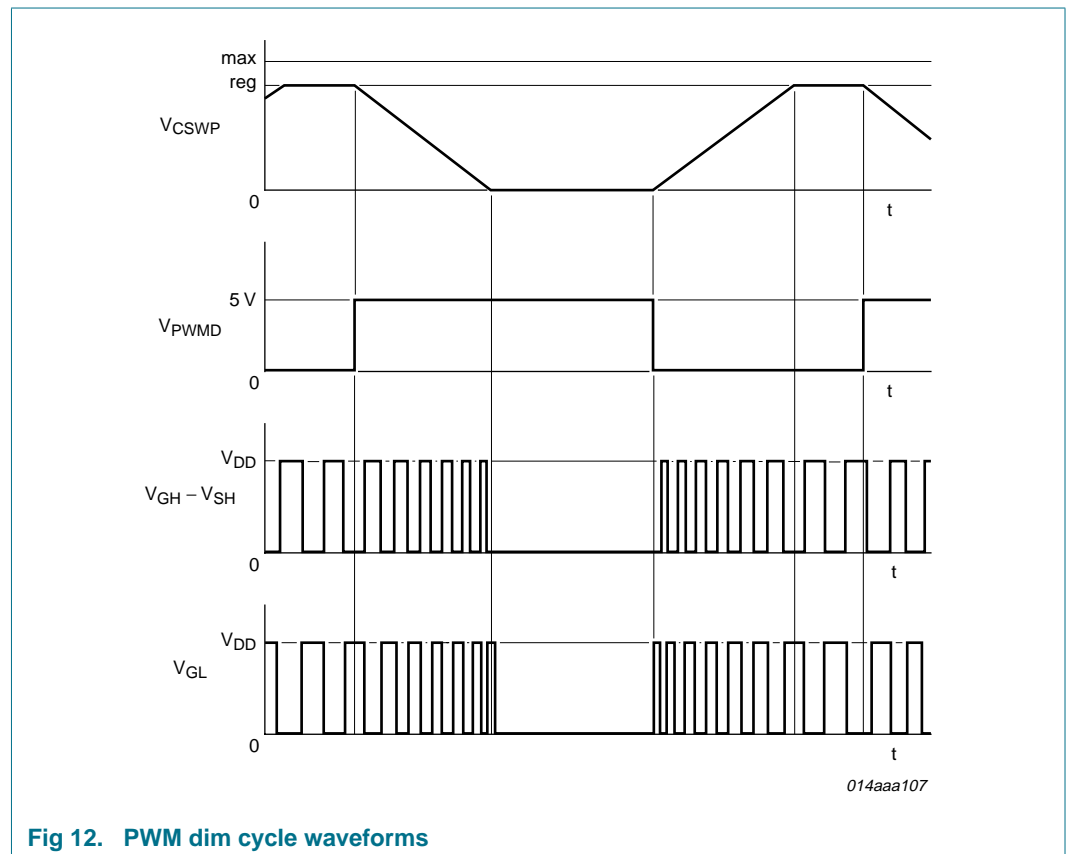 max
reg
VCSWP
0
t
5 V
VPWMD
0
t
VDD
VGH − VSH
0
t
VDD
VGL
0
t
014aaa107
Fig 12. PWM dim cycle waveforms